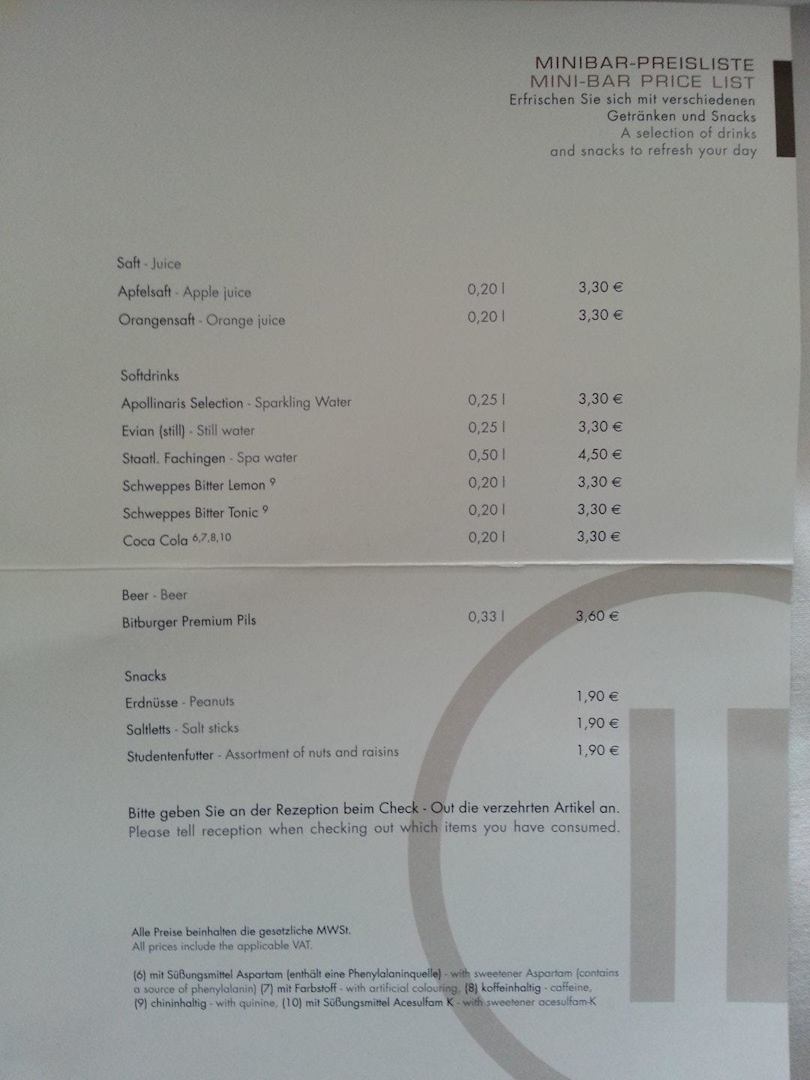 MINIBAR-PREISLISTE
MINI-BAR PRICE LIST
Erfrischen Sie sich mit verschiedenen
Getränken und Snacks
A selection of drinks
and snacks to refresh your day
Saft - Juice
Apfelsaft - Apple juice 0,20 l 3,30 €
Orangensaft - Orange juice 0,20 l 3,30 €
Softdrinks
Apollinaris Selection - Sparkling Water 0,25 l 3,30 €
Evian (still) - Still water 0,25 l 3,30 €
Staatl. Fachingen - Spa water 0,50 l 4,50 €
Schweppes Bitter Lemon 9 0,20 l 3,30 €
Schweppes Bitter Tonic 9 0,20 l 3,30 €
Coca Cola 6,7,8,10 0,20 l 3,30 €
Beer - Beer
Bitburger Premium Pils 0,33 l 3,60 €
Snacks
Erdnüsse - Peanuts 1,90 €
Saltletts - Salt sticks 1,90 €
Studentenfutter - Assortment of nuts and raisins 1,90 €
Bitte geben Sie an der Rezeption beim Check - Out die verzehrten Artikel an.
Please tell reception when checking out which items you have consumed.
Alle Preise beinhalten die gesetzliche MWSt.
All prices include the applicable VAT.
(6) mit Süßungsmittel Aspartam (enthält eine Phenylalaninquelle) - with sweetener Aspartam (contains
a source of phenylalanin) (7) mit Farbstoff - with artificial colouring, (8) koffeinhaltig - caffeine,
(9) chininhaltig - with quinine, (10) mit Süßungsmittel Acesulfam K - with sweetener acesulfam-K